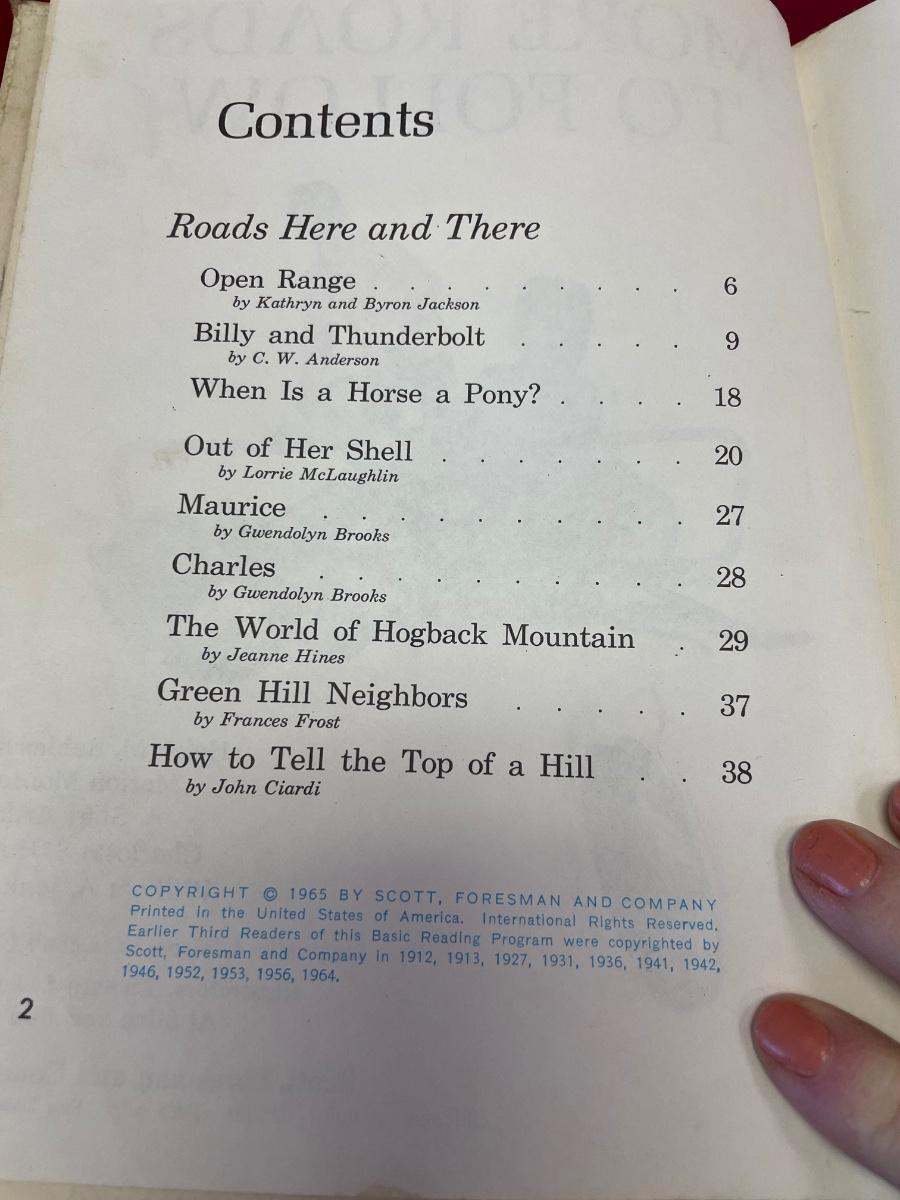 Contents
Roads Here and There
Open Range . . . . . . . . . 6
by Kathryn and Byron Jackson
Billy and Thunderbolt . . . . . 9
by C. W. Anderson
When Is a Horse a Pony? . . . . 18
Out of Her Shell . . . . . . . 20
by Lorrie McLaughlin
Maurice . . . . . . . . . . 27
by Gwendolyn Brooks
Charles . . . . . . . . . . 28
by Gwendolyn Brooks
The World of Hogback Mountain . 29
by Jeanne Hines
Green Hill Neighbors . . . . . 37
by Frances Frost
How to Tell the Top of a Hill . . 38
by John Ciardi
COPYRIGHT © 1965 BY SCOTT, FORESMAN AND COMPANY
Printed in the United States of America. International Rights Reserved.
Earlier Third Readers of this Basic Reading Program were copyrighted by
Scott, Foresman and Company in 1912, 1913, 1927, 1931, 1936, 1941, 1942,
1946, 1952, 1953, 1956, 1964.
2